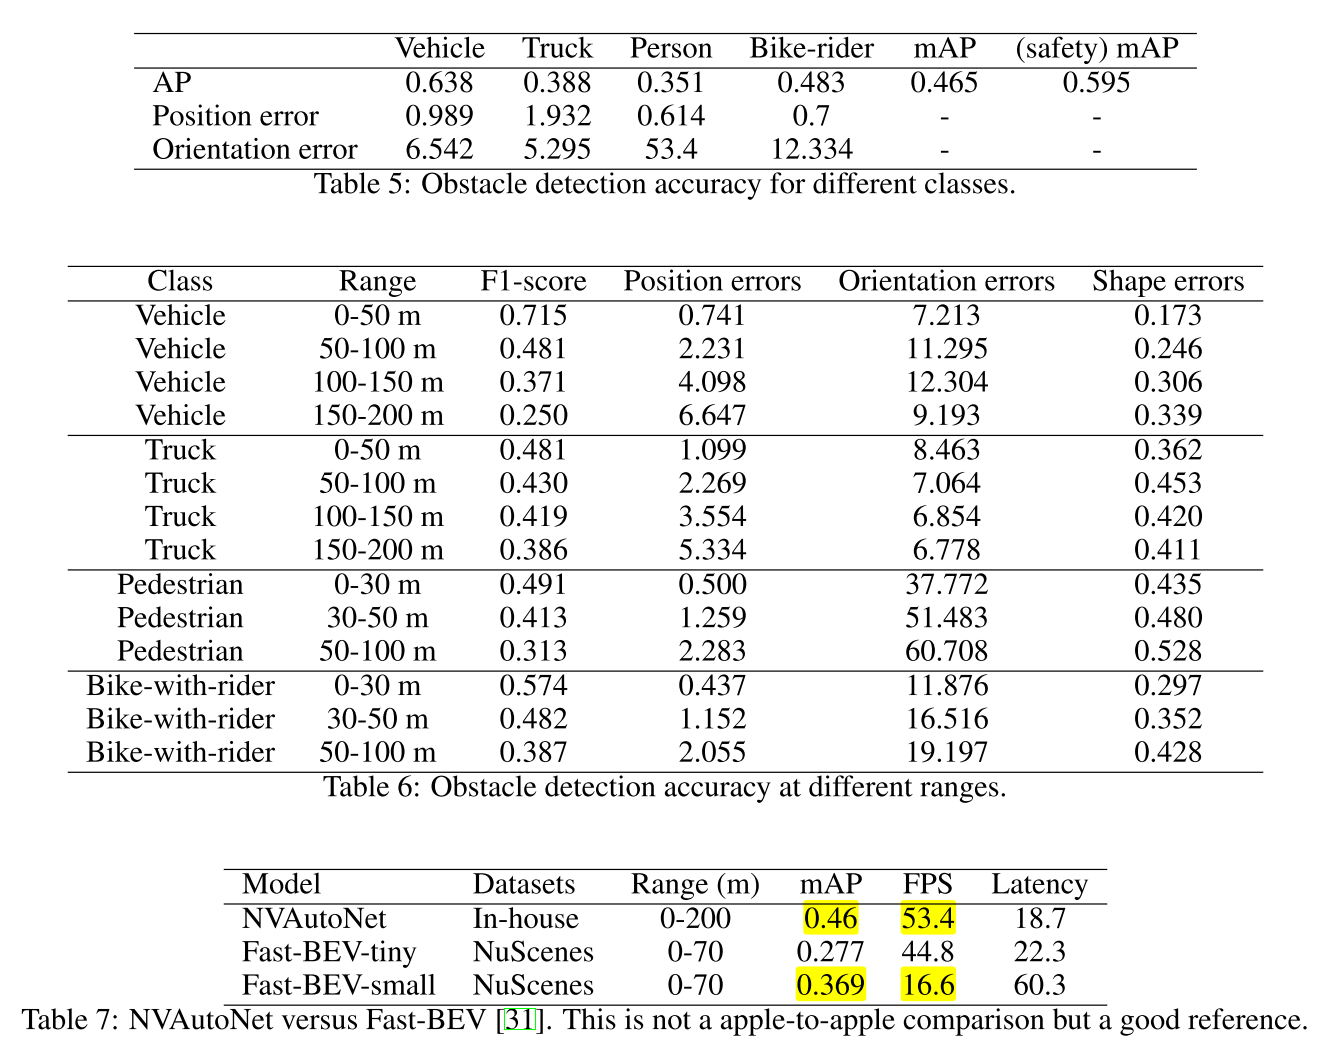 Vehicle Truck Person Bike-rider mAP (safety) mAP
AP 0.638 0.388 0.351 0.483 0.465 0.595
Position error 0.989 1.932 0.614 0.7 - -
Orientation error 6.542 5.295 53.4 12.334 - -
Table 5: Obstacle detection accuracy for different classes.
Class Range F1-score Position errors Orientation errors Shape errors
Vehicle 0-50 m 0.715 0.741 7.213 0.173
Vehicle 50-100 m 0.481 2.231 11.295 0.246
Vehicle 100-150 m 0.371 4.098 12.304 0.306
Vehicle 150-200 m 0.250 6.647 9.193 0.339
Truck 0-50 m 0.481 1.099 8.463 0.362
Truck 50-100 m 0.430 2.269 7.064 0.453
Truck 100-150 m 0.419 3.554 6.854 0.420
Truck 150-200 m 0.386 5.334 6.778 0.411
Pedestrian 0-30 m 0.491 0.500 37.772 0.435
Pedestrian 30-50 m 0.413 1.259 51.483 0.480
Pedestrian 50-100 m 0.313 2.283 60.708 0.528
Bike-with-rider 0-30 m 0.574 0.437 11.876 0.297
Bike-with-rider 30-50 m 0.482 1.152 16.516 0.352
Bike-with-rider 50-100 m 0.387 2.055 19.197 0.428
Table 6: Obstacle detection accuracy at different ranges.
Model Datasets Range (m) mAP FPS Latency
NVAutoNet In-house 0-200 0.46 53.4 18.7
Fast-BEV-tiny NuScenes 0-70 0.277 44.8 22.3
Fast-BEV-small NuScenes 0-70 0.369 16.6 60.3
Table 7: NVAutoNet versus Fast-BEV [31]. This is not a apple-to-apple comparison but a good reference.